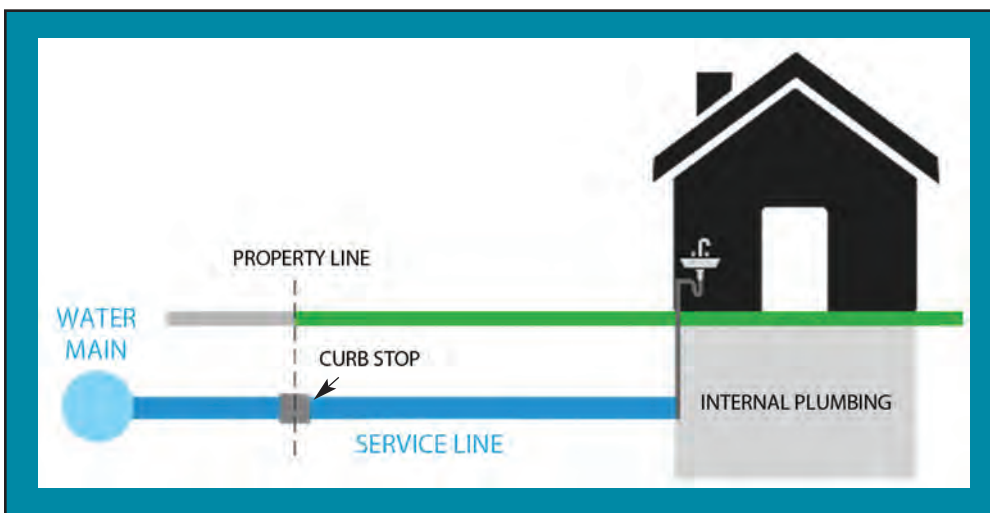 PROPERTY LINE
WATER
MAIN
CURB STOP
INTERNAL PLUMBING
SERVICE LINE